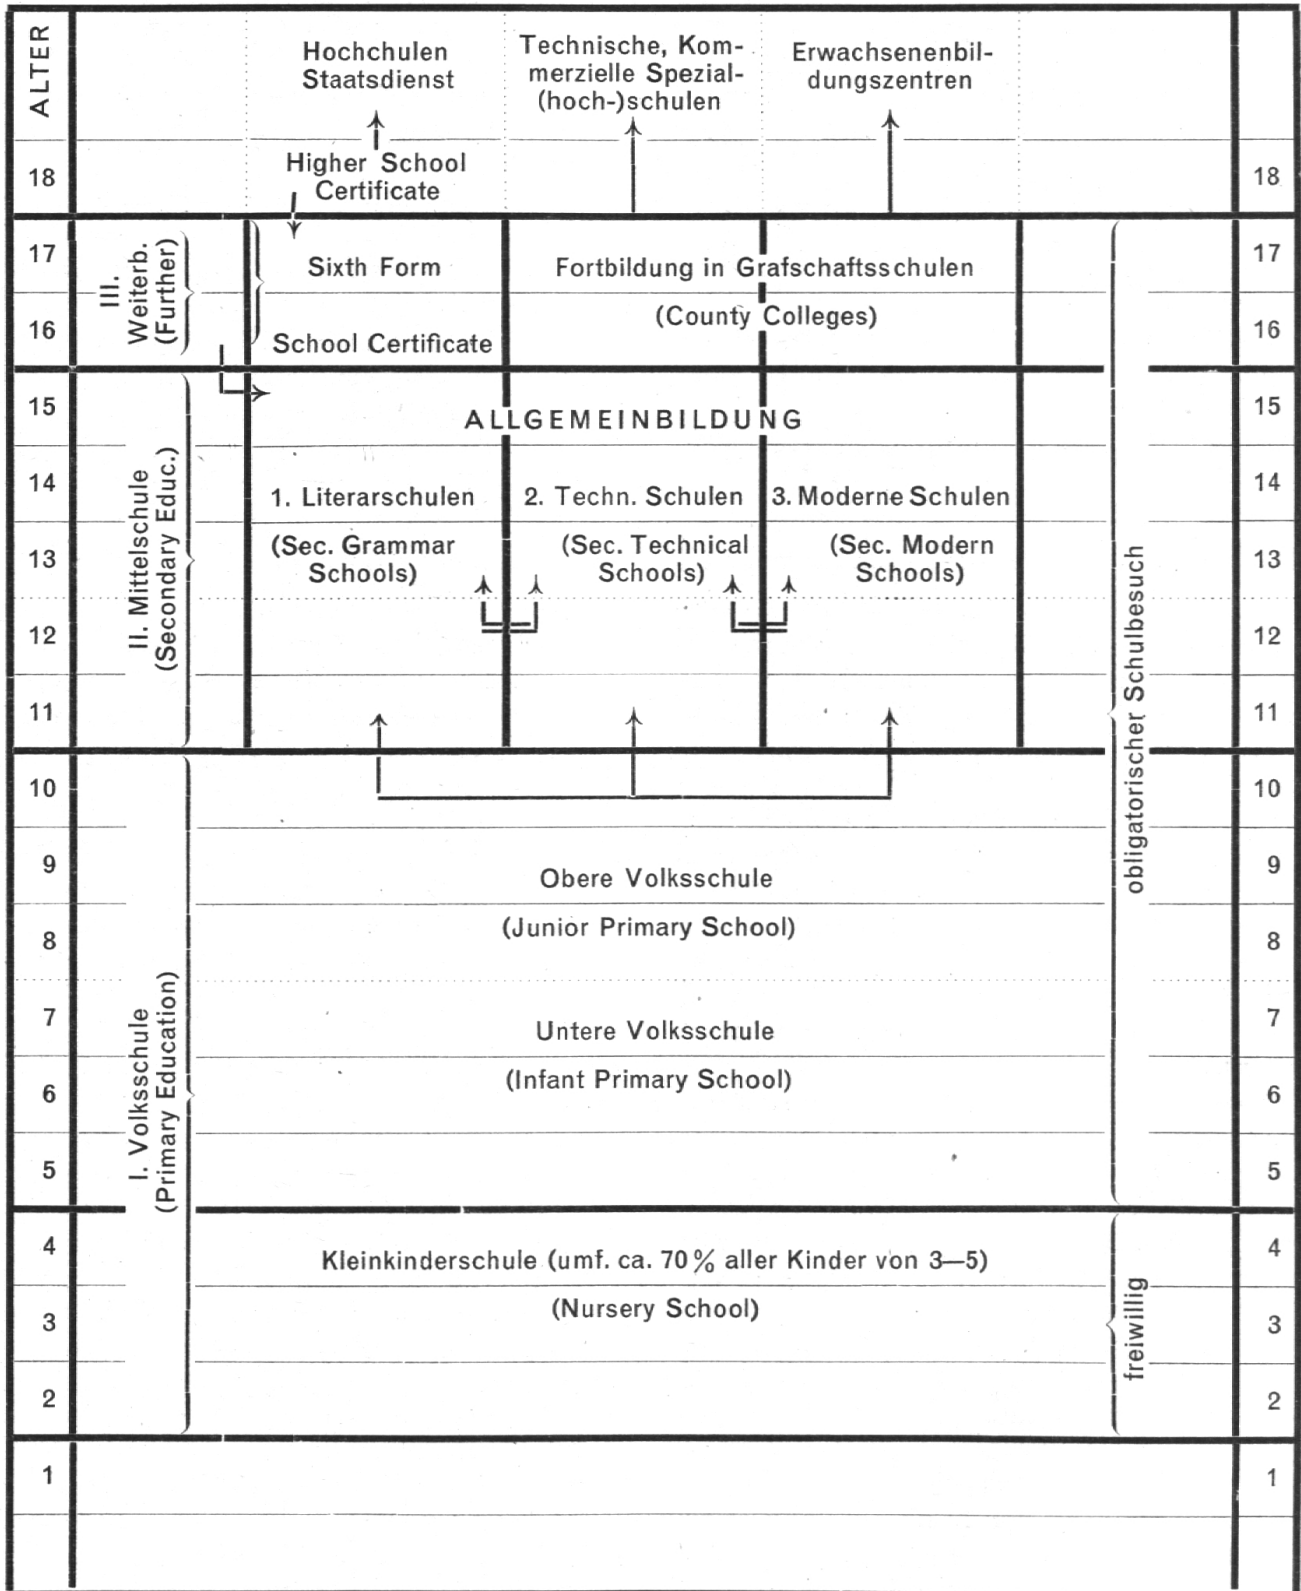 ALTER
Hochchulen
Staatsdienst
Technische, Kom-
merzielle Spezial-
(hoch-)schulen
Erwachsenenbil-
dungszentren
18
Higher School
Certificate
18
17
III.
Weiterb.
(Further)
Sixth Form
Fortbildung in Grafschaftsschulen
17
16
School Certificate
(County Colleges)
16
15
ALLGEMEINBILDUNG
15
II. Mittelschule
(Secondary Educ.)
14
1. Literarschulen
2. Techn. Schulen
3. Moderne Schulen
14
13
(Sec. Grammar
Schools)
(Sec. Technical
Schools)
(Sec. Modern
Schools)
13
12
12
11
11
obligatorischer Schulbesuch
10
10
9
Obere Volksschule
9
8
(Junior Primary School)
8
I. Volksschule
(Primary Education)
7
Untere Volksschule
7
6
(Infant Primary School)
6
5
5
4
Kleinkinderschule (umf. ca. 70% aller Kinder von 3—5)
4
3
(Nursery School)
freiwillig
3
2
2
1
1